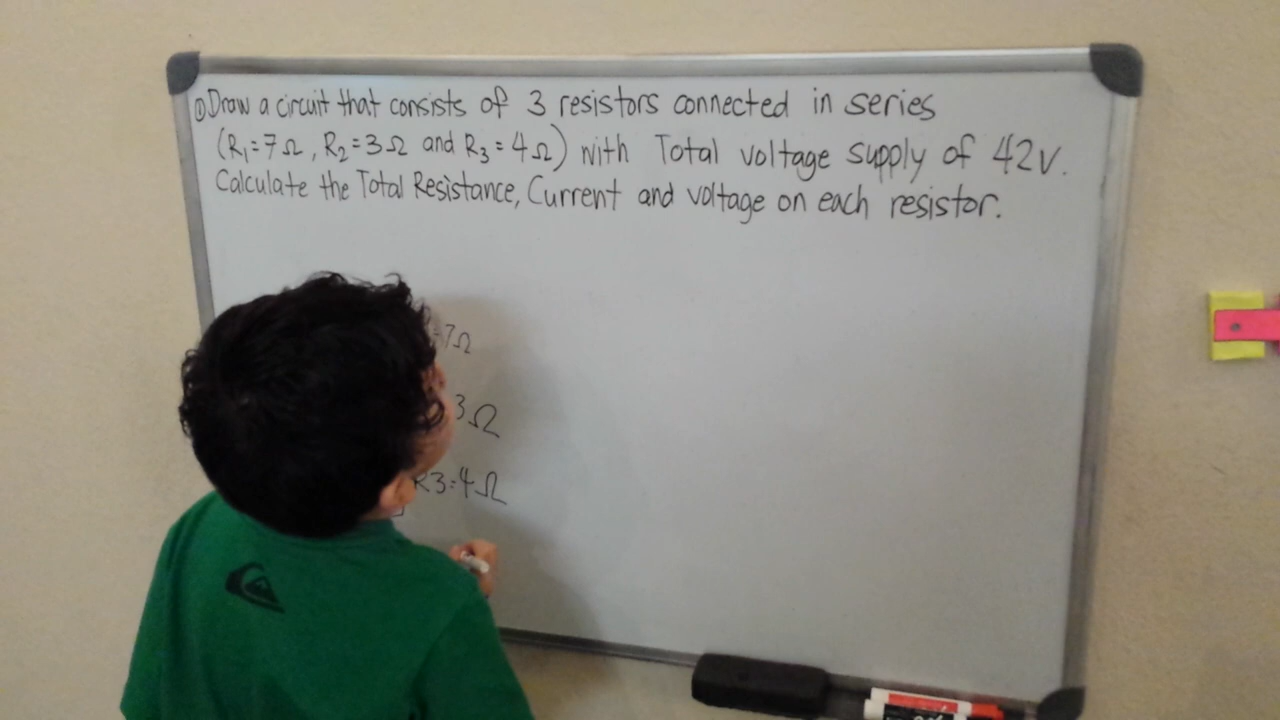 ① Draw a circuit that consists of 3 resistors connected in series
(R₁=7Ω, R₂=3Ω and R₃=4Ω) with Total voltage supply of 42v.
Calculate the Total Resistance, Current and voltage on each resistor.
=7Ω
3Ω
R3=4Ω